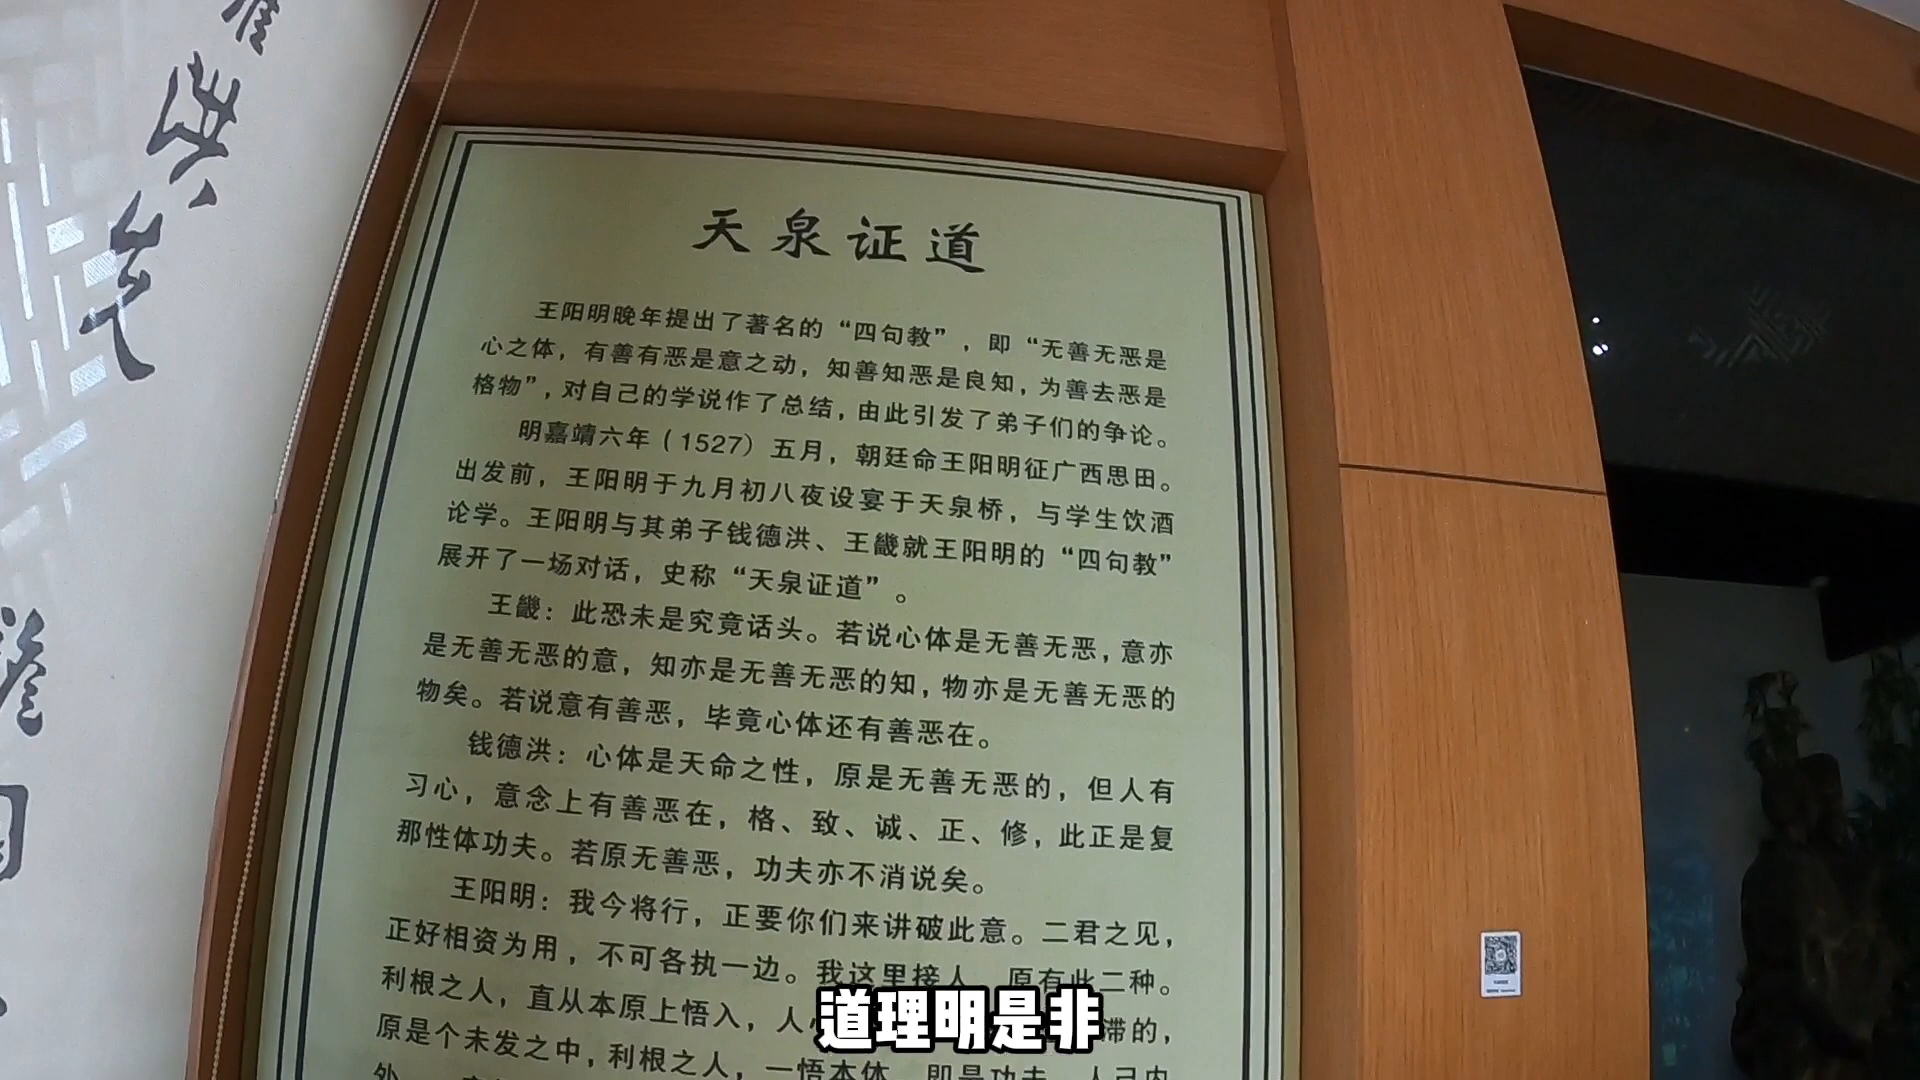 天泉证道
王阳明晚年提出了著名的“四句教”，即“无善无恶是
心之体，有善有恶是意之动，知善知恶是良知，为善去恶是
格物”，对自己的学说作了总结，由此引发了弟子们的争论。
明嘉靖六年（1527）五月，朝廷命王阳明征广西思田。
出发前，王阳明于九月初八夜设宴于天泉桥，与学生饮酒
论学。王阳明与其弟子钱德洪、王畿就王阳明的“四句教”
展开了一场对话，史称“天泉证道”。
王畿：此恐未是究竟话头。若说心体是无善无恶，意亦
是无善无恶的意，知亦是无善无恶的知，物亦是无善无恶的
物矣。若说意有善恶，毕竟心体还有善恶在。
钱德洪：心体是天命之性，原是无善无恶的，但人有
习心，意念上有善恶在，格、致、诚、正、修，此正是复
那性体功夫。若原无善恶，功夫亦不消说矣。
王阳明：我今将行，正要你们来讲破此意。二君之见，
正好相资为用，不可各执一边。我这里接人，原有此二种。
利根之人，直从本原上悟入，人 滞的，
原是个未发之中，利根之人，一悟本体，即是功夫，人己内
外
道理明是非